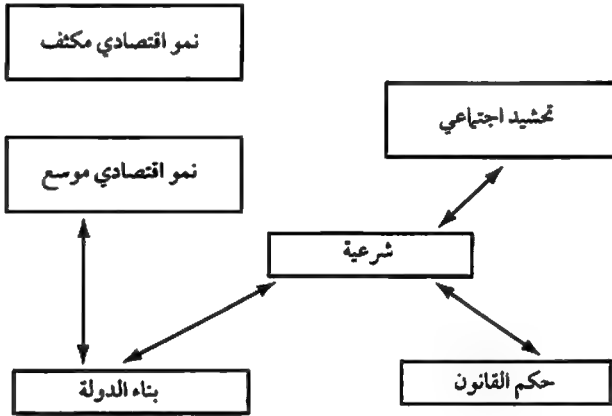 نمو اقتصادي مكثف
تحشيد اجتماعي
نمو اقتصادي موسع
شرعية
بناء الدولة
حكم القانون